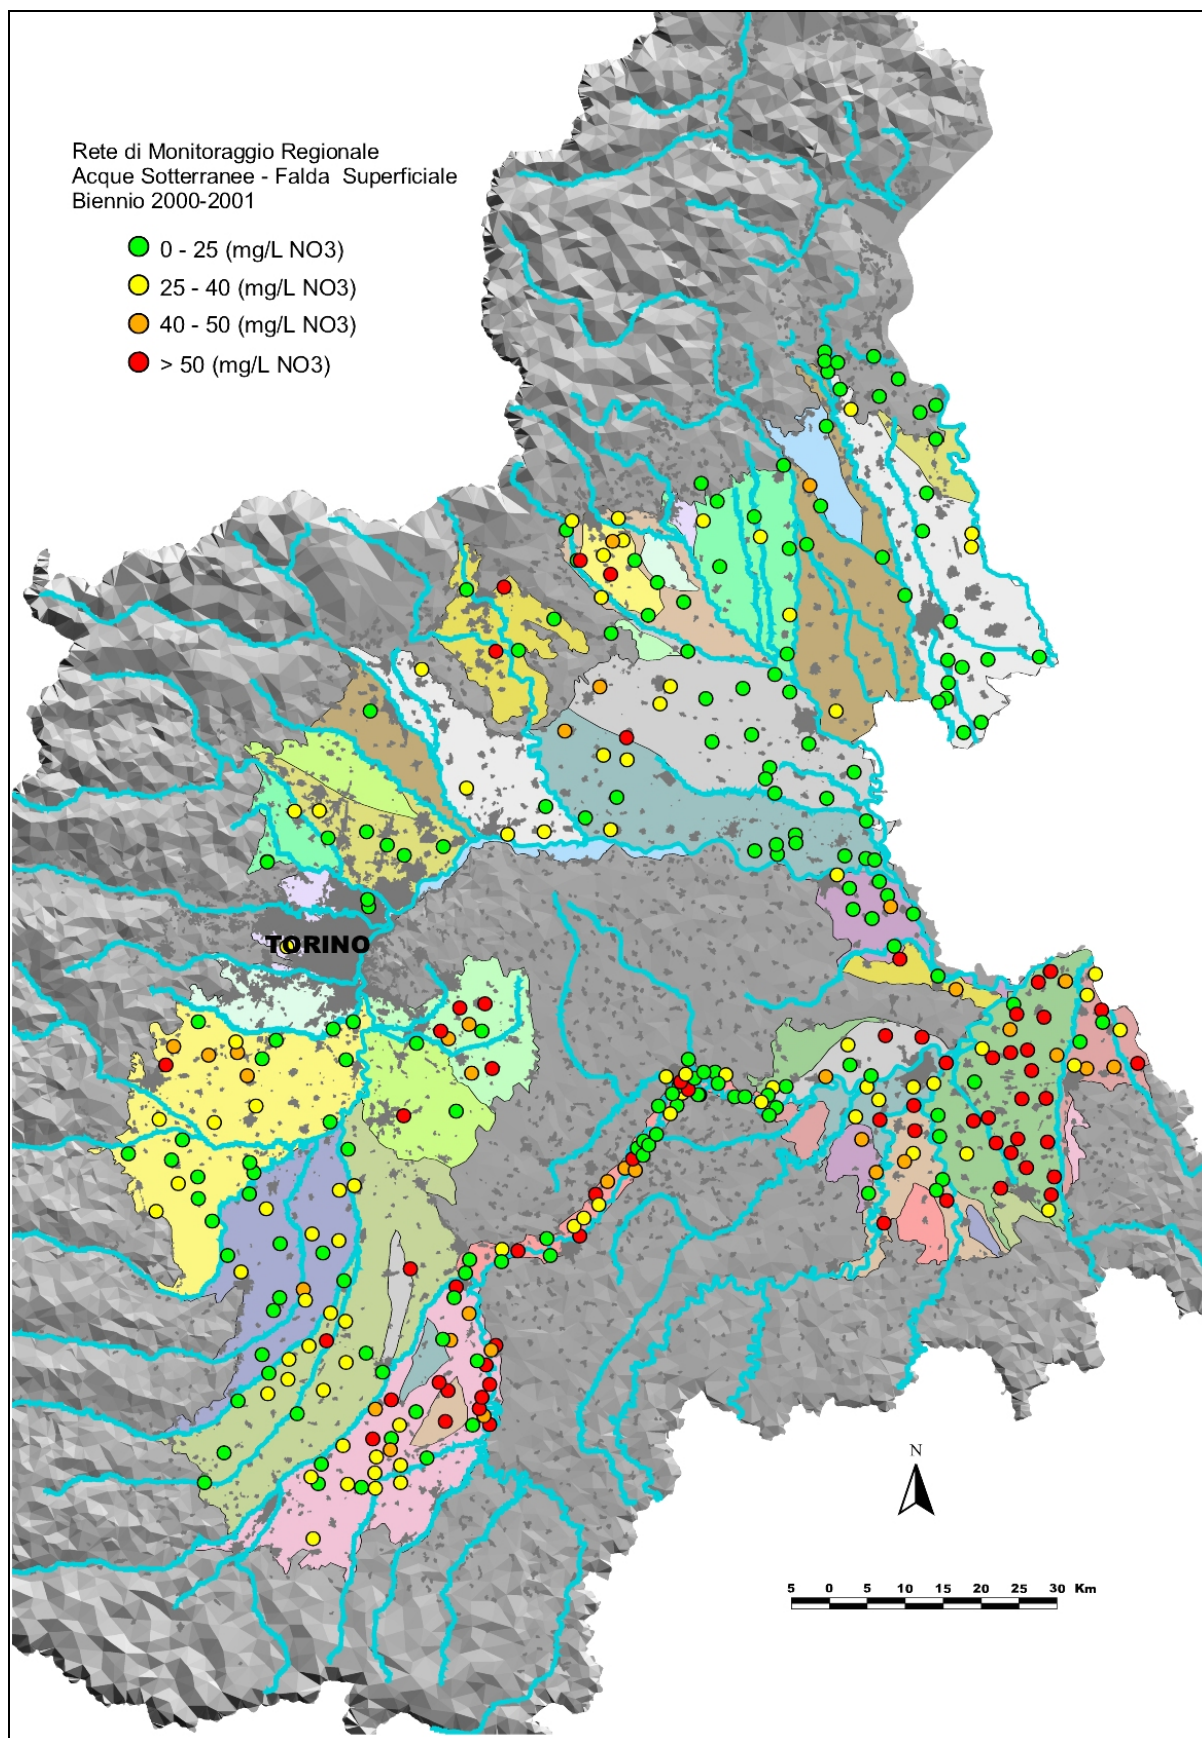 Rete di Monitoraggio Regionale
Acque Sotterranee - Falda Superficiale
Biennio 2000-2001
0 - 25 (mg/L NO3)
25 - 40 (mg/L NO3)
40 - 50 (mg/L NO3)
> 50 (mg/L NO3)
TORINO
N
5 0 5 10 15 20 25 30 Km